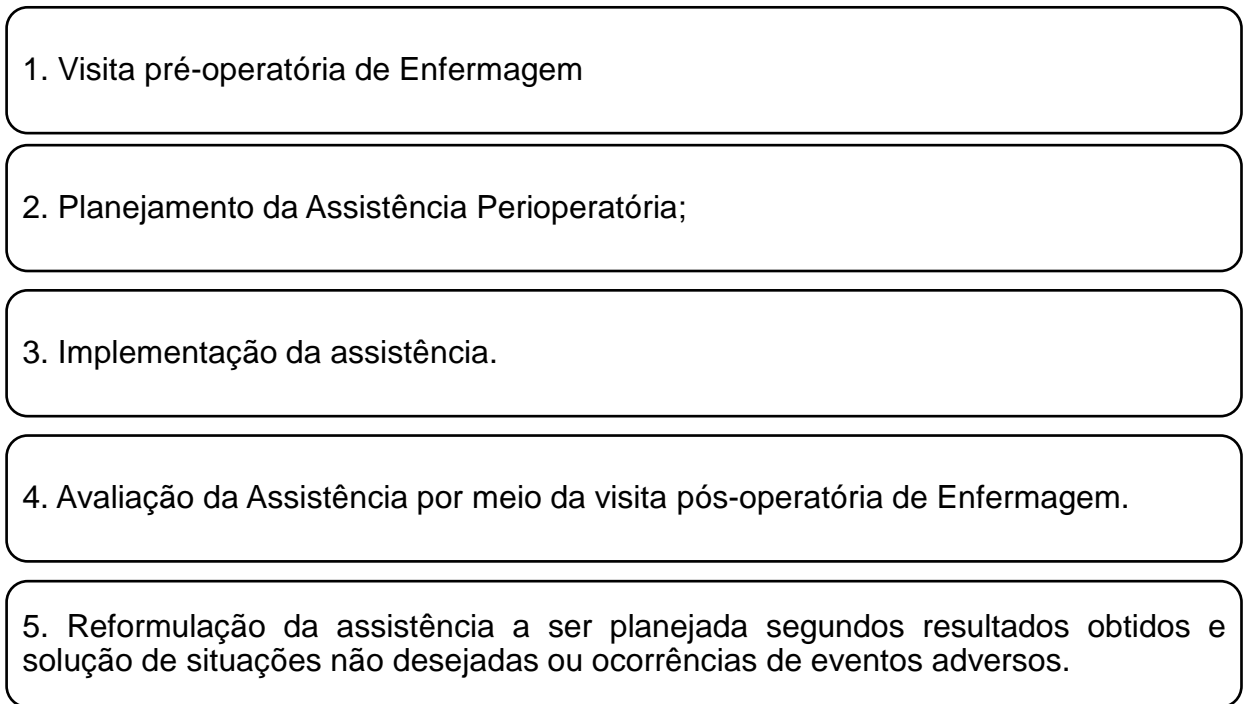 1. Visita pré-operatória de Enfermagem
2. Planejamento da Assistência Perioperatória;
3. Implementação da assistência.
4. Avaliação da Assistência por meio da visita pós-operatória de Enfermagem.
5. Reformulação da assistência a ser planejada segundos resultados obtidos e
solução de situações não desejadas ou ocorrências de eventos adversos.